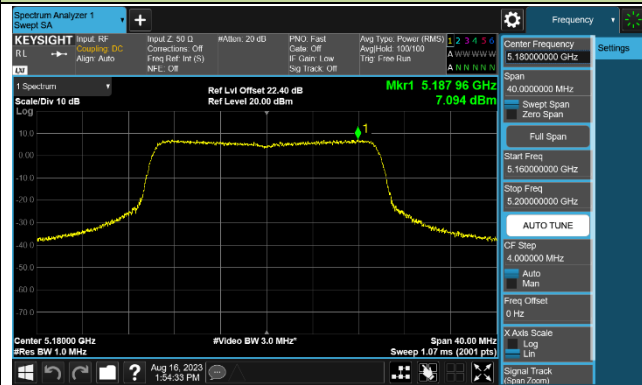 Spectrum Analyzer 1
Swept SA
Frequency
KEYSIGHT
RL
LXI
Input: RF
Coupling: DC
Align: Auto
Input Z: 50 Ω
Corrections: Off
Freq Ref: Int (S)
NFE: Off
#Atten: 20 dB
PNO: Fast
Gate: Off
IF Gain: Low
Sig Track: Off
Avg Type: Power (RMS)
Avg|Hold: 100/100
Trig: Free Run
1 2 3 4 5 6
A W W W W W
A N N N N N
1 Spectrum
Scale/Div 10 dB
Log
Ref Lvl Offset 22.40 dB
Ref Level 20.00 dBm
Mkr1 5.187 96 GHz
7.094 dBm
1
10.0
0.00
-10.0
-20.0
-30.0
-40.0
-50.0
-60.0
-70.0
Center 5.18000 GHz
#Res BW 1.0 MHz
#Video BW 3.0 MHz*
Span 40.00 MHz
Sweep 1.07 ms (2001 pts)
Aug 16, 2023
1:54:33 PM
Center Frequency
5.180000000 GHz
Settings
Span
40.0000000 MHz
Swept Span
Zero Span
Full Span
Start Freq
5.160000000 GHz
Stop Freq
5.200000000 GHz
AUTO TUNE
CF Step
4.000000 MHz
Auto
Man
Freq Offset
0 Hz
X Axis Scale
Log
Lin
Signal Track
(Span Zoom)